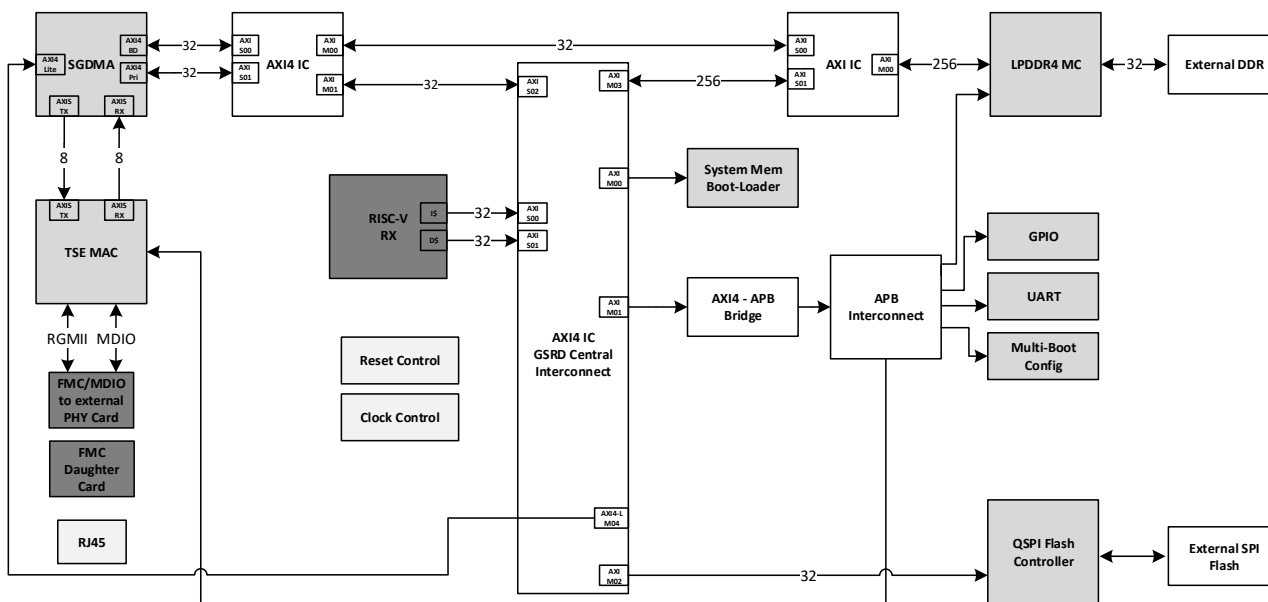 SGDMA
AXI4
Lite
AXI4
BD
AXI4
Pri
AXIS
TX
AXIS
RX
32
32
AXI
S00
AXI
S01
AXI4 IC
AXI
M00
AXI
M01
32
32
AXI
S00
AXI
S01
AXI IC
AXI
M00
256
LPDDR4 MC
32
External DDR
8
8
AXIS
TX
AXIS
RX
TSE MAC
RGMII
MDIO
FMC/MDIO
to external
PHY Card
FMC
Daughter
Card
RJ45
RISC-V
RX
I$
D$
32
32
Reset Control
Clock Control
AXI
S02
AXI
S00
AXI
S01
AXI
M03
AXI
M00
AXI
M01
AXI4-L
M04
AXI
M02
AXI4 IC
GSRD Central
Interconnect
256
System Mem
Boot-Loader
AXI4 - APB
Bridge
APB
Interconnect
GPIO
UART
Multi-Boot
Config
32
QSPI Flash
Controller
External SPI
Flash